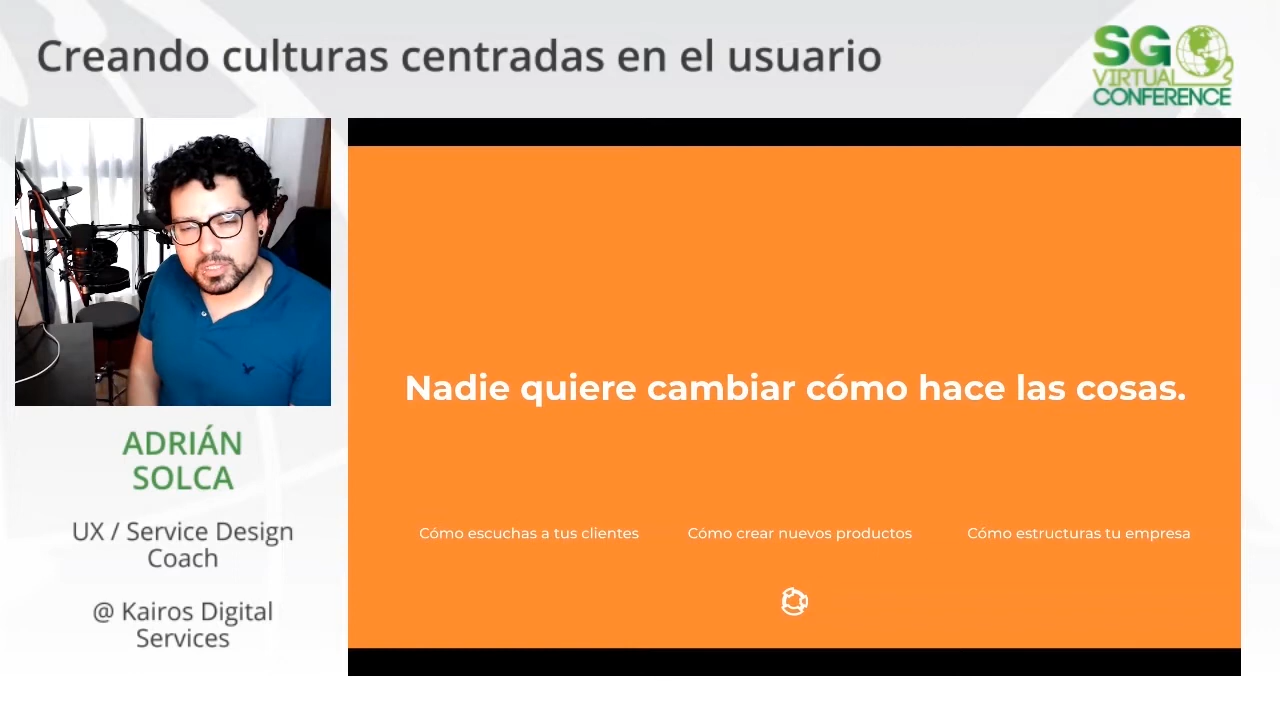 Creando culturas centradas en el usuario
SG
VIRTUAL
CONFERENCE
ADRIÁN
SOLCA
UX / Service Design
Coach
@ Kairos Digital
Services
Nadie quiere cambiar cómo hace las cosas.
Cómo escuchas a tus clientes
Cómo crear nuevos productos
Cómo estructuras tu empresa